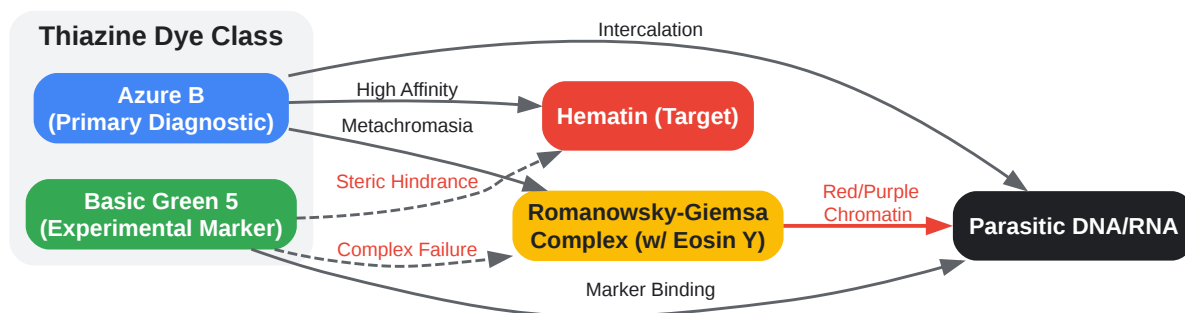 Thiazine Dye Class
Azure B
(Primary Diagnostic)
Basic Green 5
(Experimental Marker)
Intercalation
High Affinity
Metachromasia
Steric Hindrance
Complex Failure
Marker Binding
Hematin (Target)
Romanowsky-Giemsa
Complex (w/ Eosin Y)
Red/Purple
Chromatin
Parasitic DNA/RNA